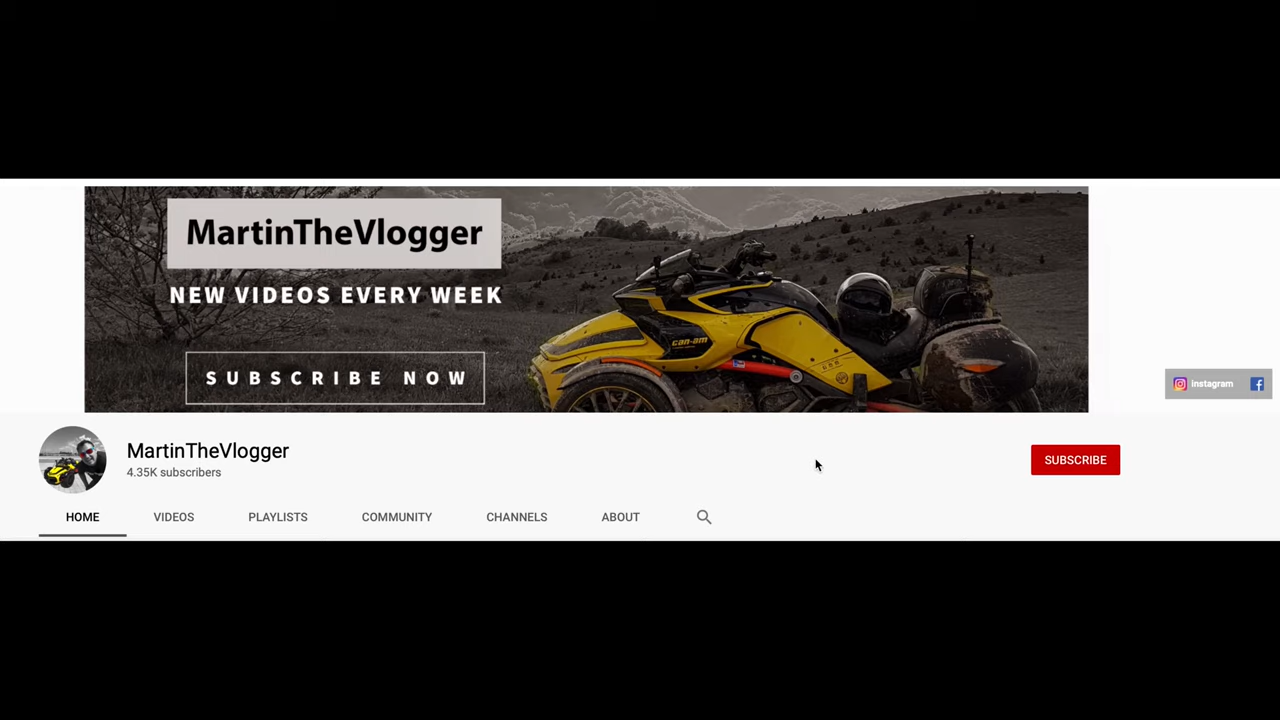 MartinTheVlogger
NEW VIDEOS EVERY WEEK
SUBSCRIBE NOW
can-am
instagram
MartinTheVlogger
4.35K subscribers
SUBSCRIBE
HOME VIDEOS PLAYLISTS COMMUNITY CHANNELS ABOUT